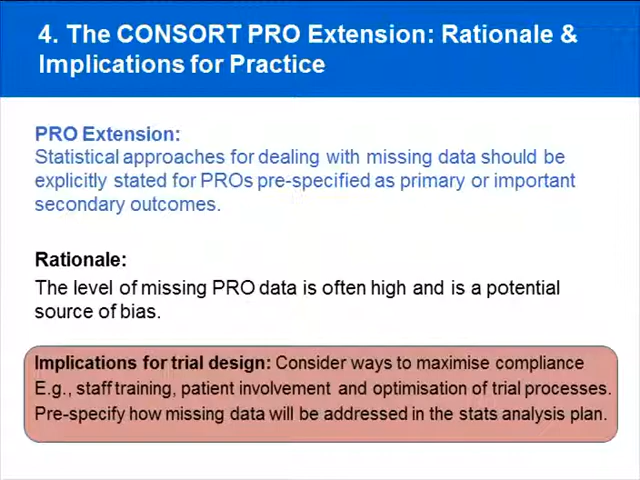 4. The CONSORT PRO Extension: Rationale &
Implications for Practice
PRO Extension:
Statistical approaches for dealing with missing data should be
explicitly stated for PROs pre-specified as primary or important
secondary outcomes.
Rationale:
The level of missing PRO data is often high and is a potential
source of bias.
Implications for trial design: Consider ways to maximise compliance
E.g., staff training, patient involvement and optimisation of trial processes.
Pre-specify how missing data will be addressed in the stats analysis plan.